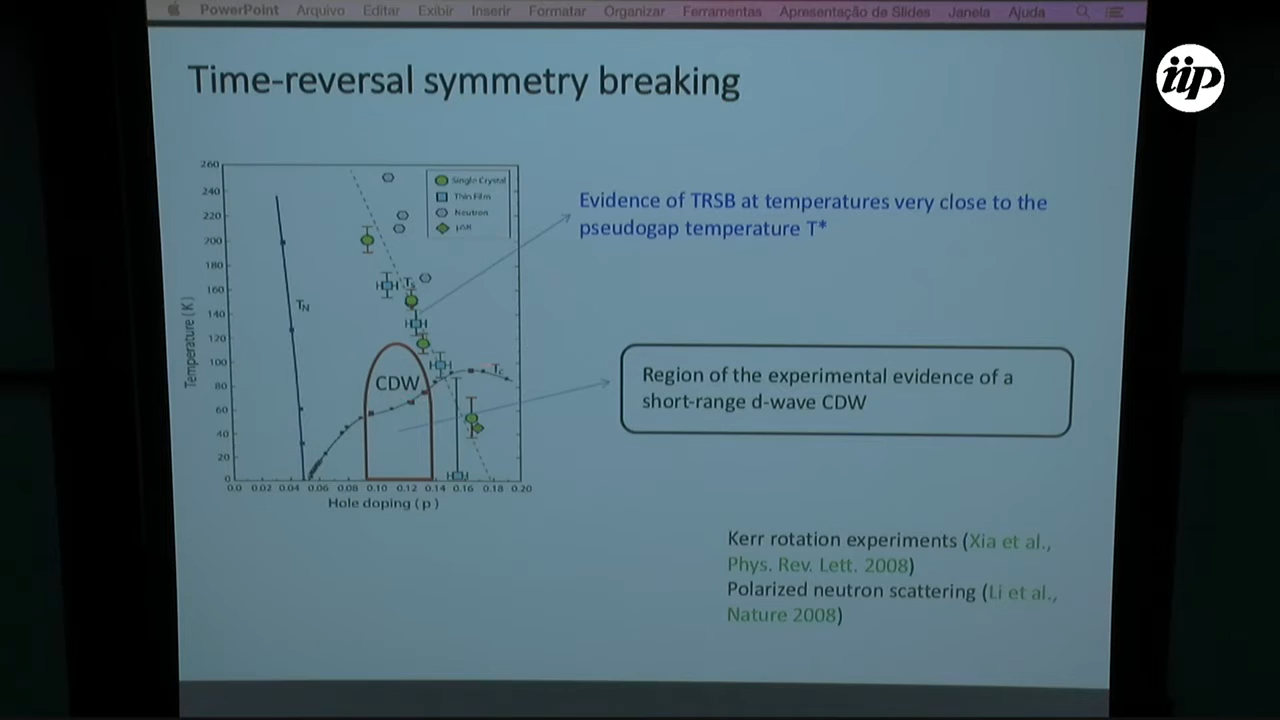 PowerPoint Arquivo Editar Exibir Inserir Formatar Organizar Ferramentas Apresentação de Slides Janela Ajuda
iip
Time-reversal symmetry breaking
260
240
220
200
180
160
140
120
100
80
60
40
20
0
Temperature (K)
Single Crystal
Thin Film
Neutron
TN
Ts
Tc
CDW
0.0 0.02 0.04 0.06 0.08 0.10 0.12 0.14 0.16 0.18 0.20
Hole doping (p)
Evidence of TRSB at temperatures very close to the
pseudogap temperature T*
Region of the experimental evidence of a
short-range d-wave CDW
Kerr rotation experiments (Xia et al.,
Phys. Rev. Lett. 2008)
Polarized neutron scattering (Li et al.,
Nature 2008)